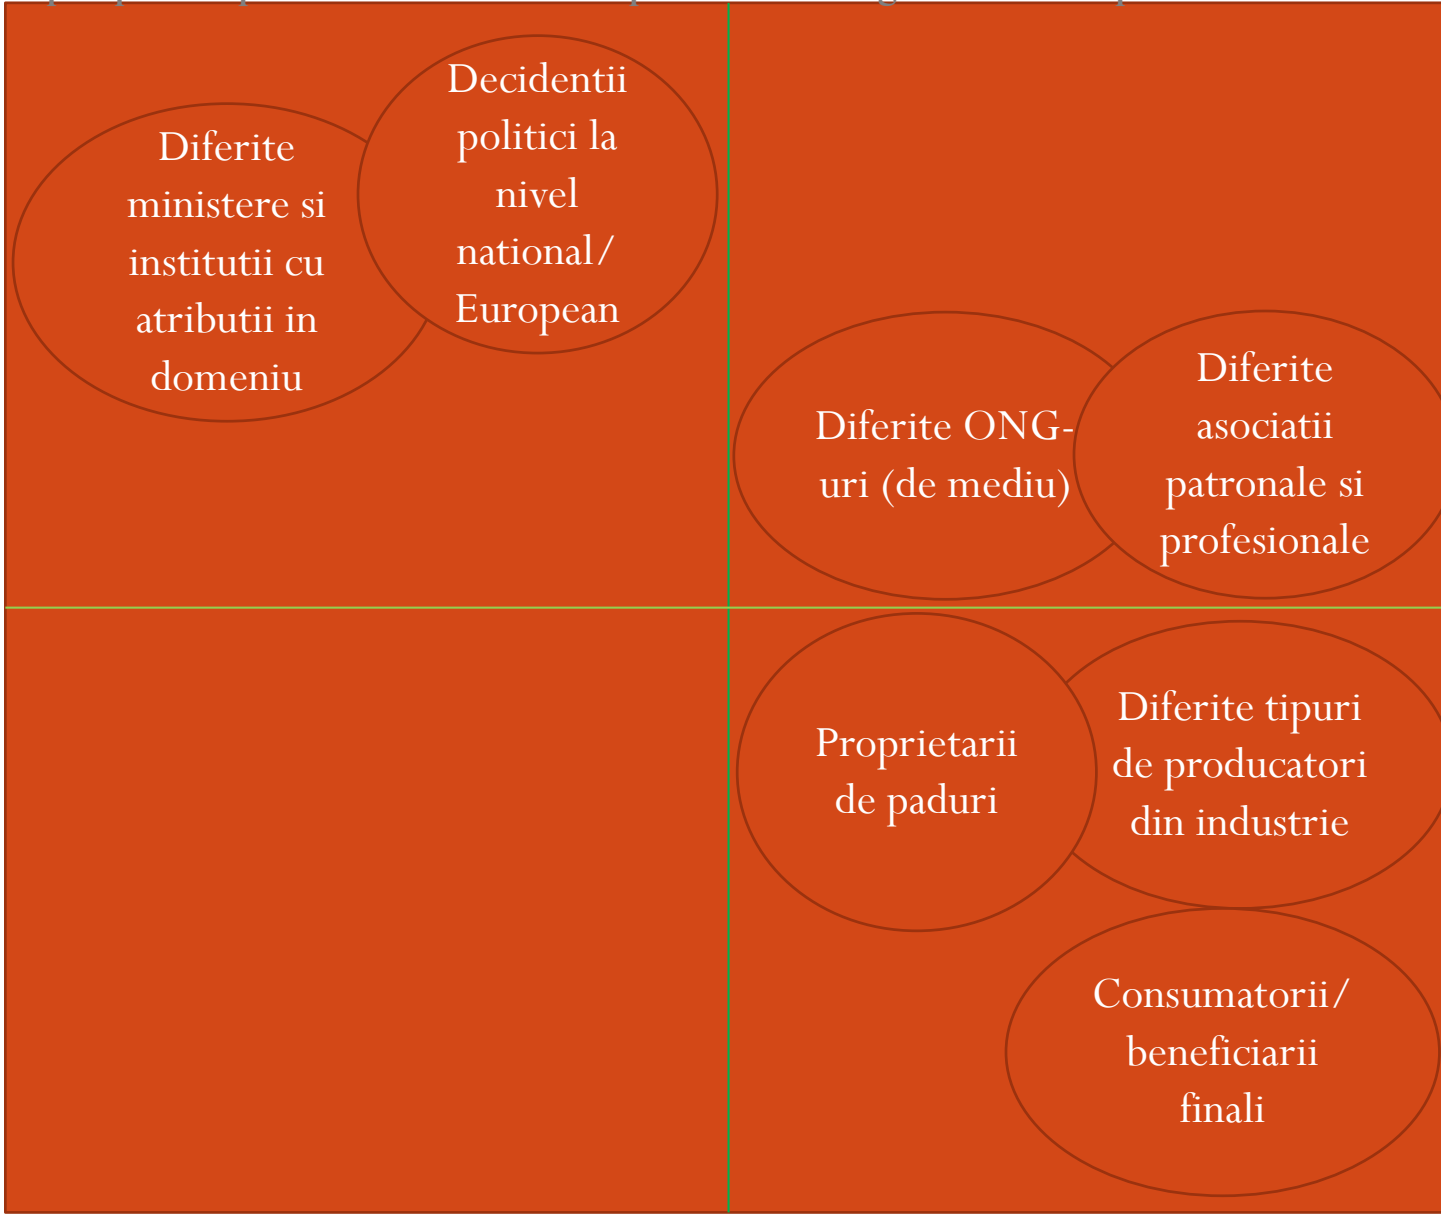 Diferite
ministere si
institutii cu
atributii in
domeniu
Decidentii
politici la
nivel
national/
European
Diferite ONG-
uri (de mediu)
Diferite
asociatii
patronale si
profesionale
Proprietarii
de paduri
Diferite tipuri
de producatori
din industrie
Consumatorii/
beneficiarii
finali